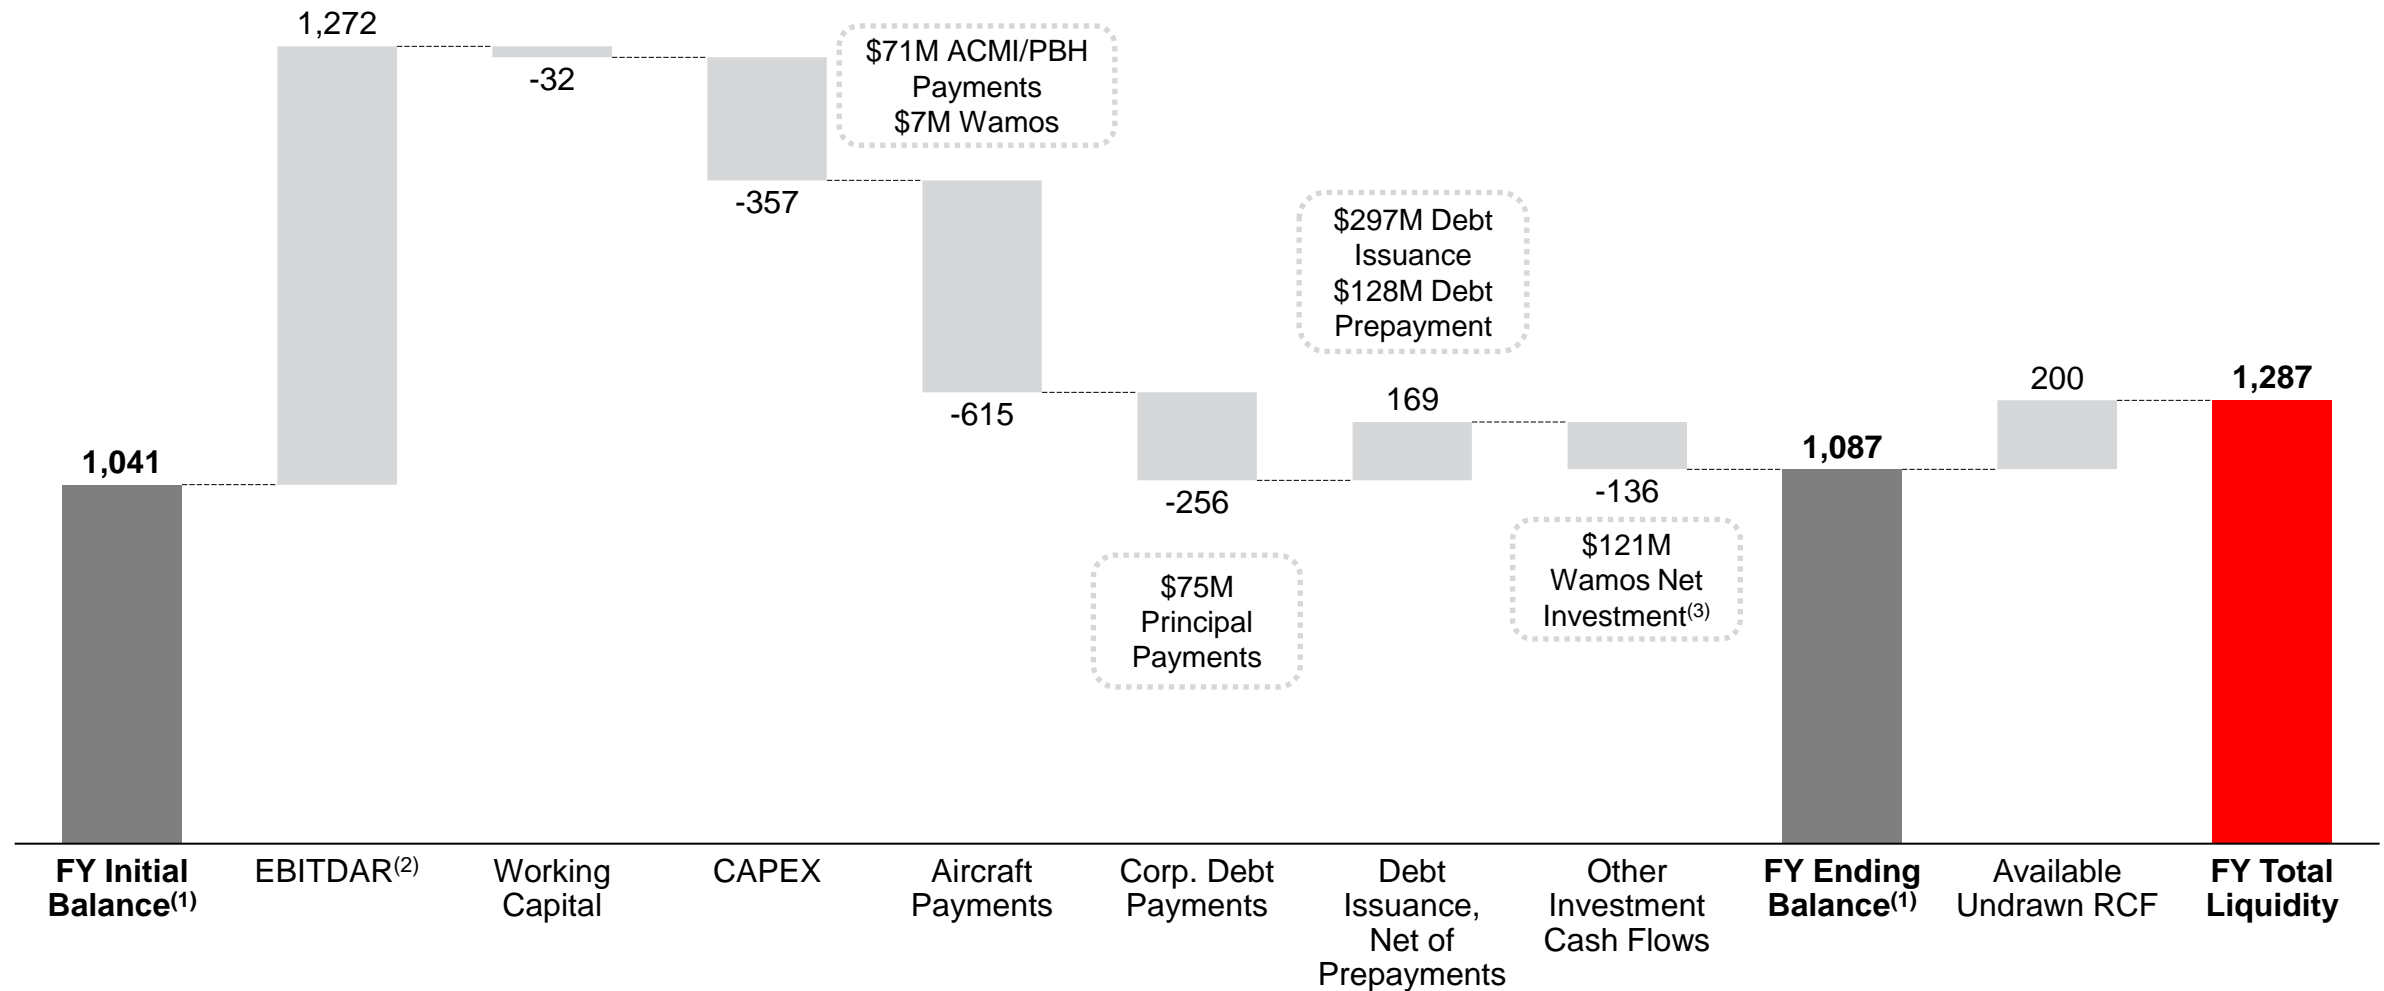 1,272
-32
-357
$71M ACMI/PBH
Payments
$7M Wamos
-615
$297M Debt
Issuance
$128M Debt
Prepayment
1,041
-256
169
-136
1,087
200
1,287
$75M
Principal
Payments
$121M
Wamos Net
Investment(3)
FY Initial
Balance(1)
EBITDAR(2)
Working
Capital
CAPEX
Aircraft
Payments
Corp. Debt
Payments
Debt
Issuance,
Net of
Prepayments
Other
Investment
Cash Flows
FY Ending
Balance(1)
Available
Undrawn RCF
FY Total
Liquidity